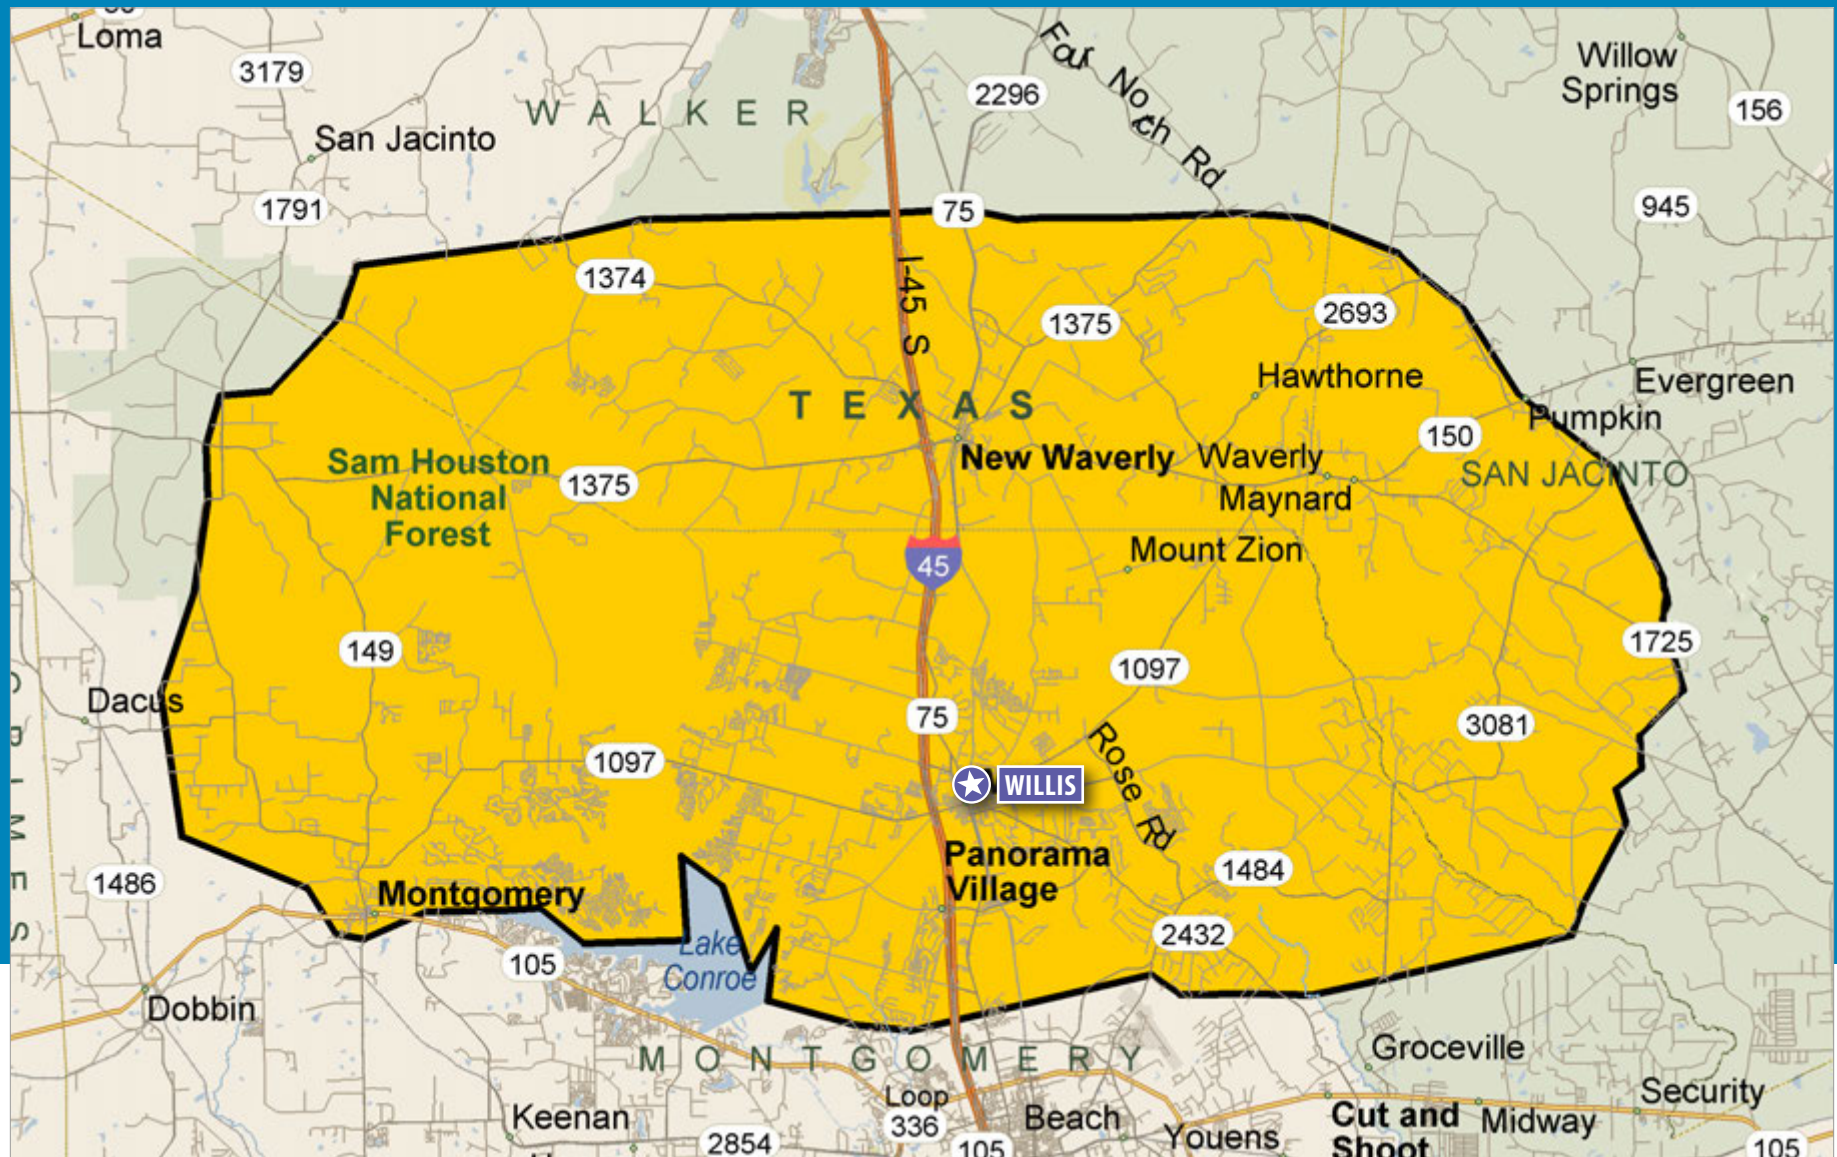 Loma
3179
San Jacinto
1791
WALKER
2296
Four Notch Rd
Willow
Springs
156
945
75
1374
I-45 S
1375
2693
Hawthorne
Evergreen
Pumpkin
TEXAS
150
Sam Houston
National
Forest
1375
New Waverly
Waverly
Maynard
SAN JACINTO
45
Mount Zion
149
1097
1725
Dacus
75
3081
1097
Rose Rd
WILLIS
Panorama
Village
1484
1486
Montgomery
2432
Lake
Conroe
105
Dobbin
MONTGOMERY
Groceville
Loop
336
Keenan
2854
105
Beach
Youens
Cut and
Shoot
Midway
Security
105